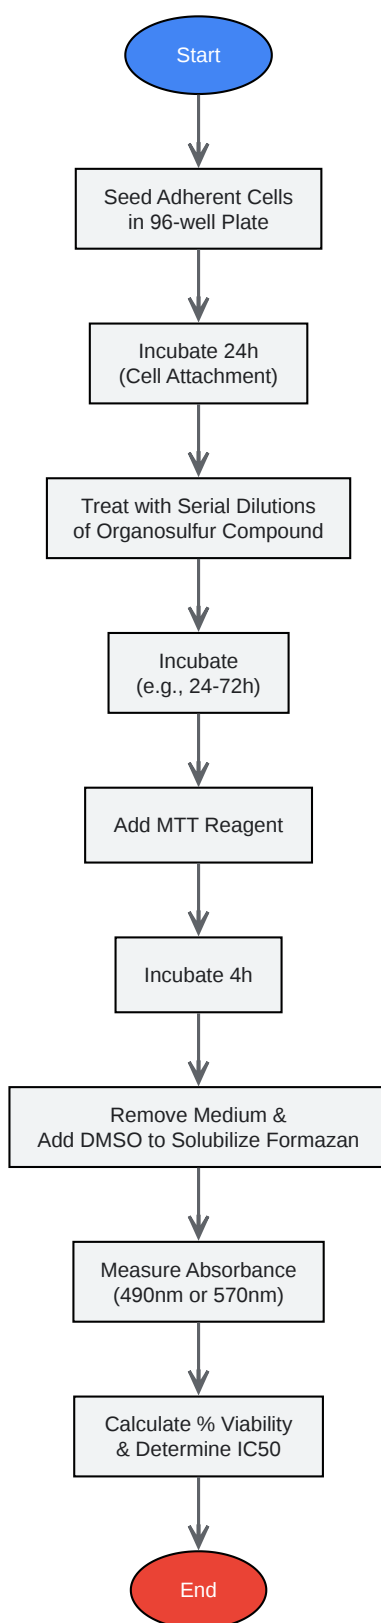 Start
Seed Adherent Cells
in 96-well Plate
Incubate 24h
(Cell Attachment)
Treat with Serial Dilutions
of Organosulfur Compound
Incubate
(e.g., 24-72h)
Add MTT Reagent
Incubate 4h
Remove Medium &
Add DMSO to Solubilize Formazan
Measure Absorbance
(490nm or 570nm)
Calculate % Viability
& Determine IC50
End